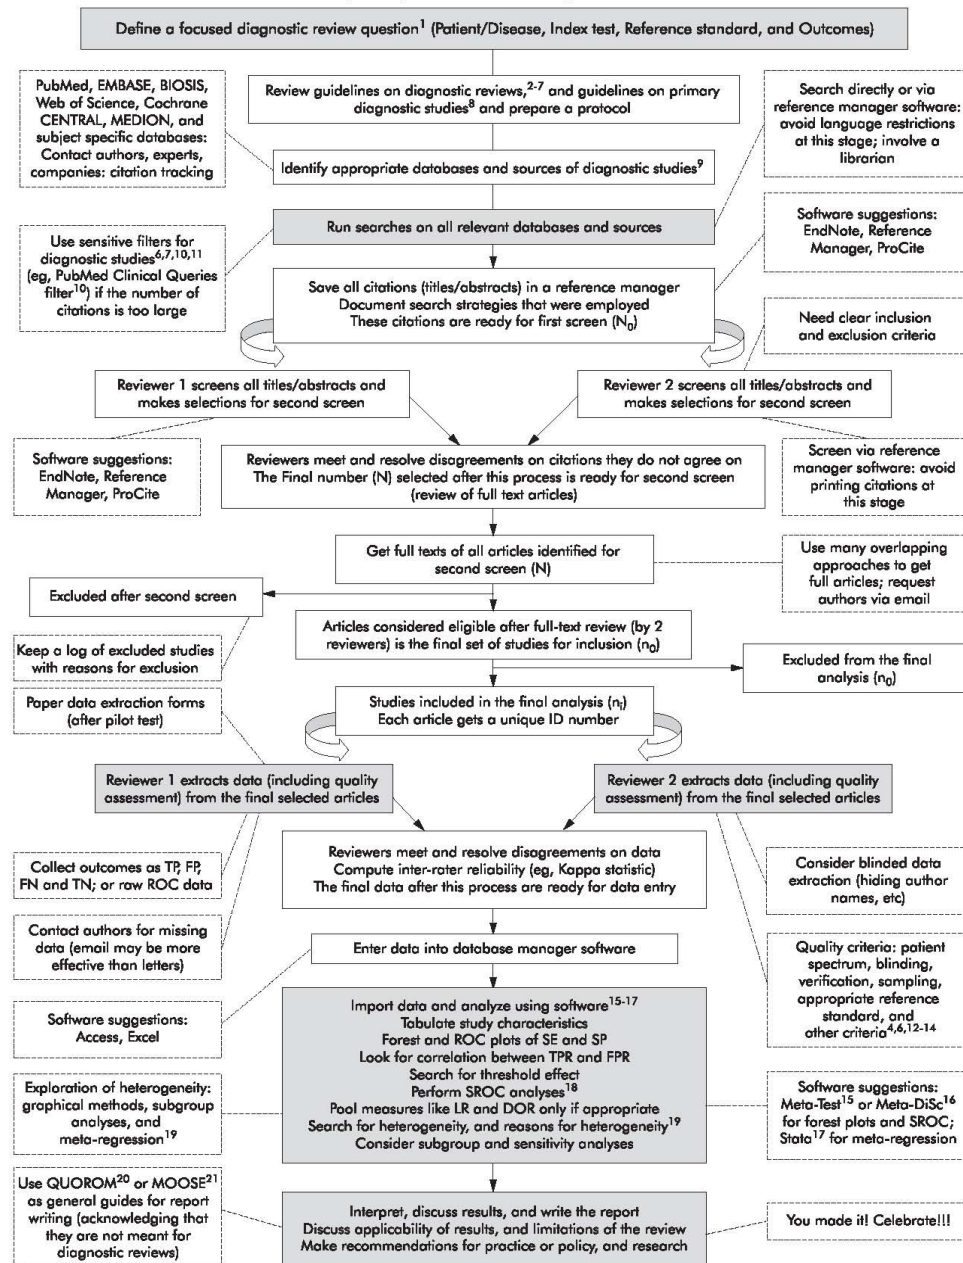 Define a focused diagnostic review question1 (Patient/Disease, Index test, Reference standard, and Outcomes)
PubMed, EMBASE, BIOSIS,
Web of Science, Cochrane
CENTRAL, MEDION, and
subject specific databases:
Contact authors, experts,
companies: citation tracking
Review guidelines on diagnostic reviews,2-7 and guidelines on primary
diagnostic studies8 and prepare a protocol
Search directly or via
reference manager software:
avoid language restrictions
at this stage; involve a
librarian
Identify appropriate databases and sources of diagnostic studies9
Run searches on all relevant databases and sources
Use sensitive filters for
diagnostic studies6,7,10,11
(eg, PubMed Clinical Queries
filter10) if the number of
citations is too large
Software suggestions:
EndNote, Reference
Manager, ProCite
Save all citations (titles/abstracts) in a reference manager
Document search strategies that were employed
These citations are ready for first screen (N0)
Need clear inclusion
and exclusion criteria
Reviewer 1 screens all titles/abstracts and
makes selections for second screen
Reviewer 2 screens all titles/abstracts and
makes selections for second screen
Software suggestions:
EndNote, Reference
Manager, ProCite
Reviewers meet and resolve disagreements on citations they do not agree on
The Final number (N) selected after this process is ready for second screen
(review of full text articles)
Screen via reference
manager software: avoid
printing citations at
this stage
Get full texts of all articles identified for
second screen (N)
Use many overlapping
approaches to get
full articles; request
authors via email
Excluded after second screen
Articles considered eligible after full-text review (by 2
reviewers) is the final set of studies for inclusion (n0)
Keep a log of excluded studies
with reasons for exclusion
Excluded from the final
analysis (n0)
Paper data extraction forms
(after pilot test)
Studies included in the final analysis (ni)
Each article gets a unique ID number
Reviewer 1 extracts data (including quality
assessment) from the final selected articles
Reviewer 2 extracts data (including quality
assessment) from the final selected articles
Collect outcomes as TP, FP,
FN and TN; or raw ROC data
Reviewers meet and resolve disagreements on data
Compute inter-rater reliability (eg, Kappa statistic)
The final data after this process are ready for data entry
Consider blinded data
extraction (hiding author
names, etc)
Contact authors for missing
data (email may be more
effective than letters)
Enter data into database manager software
Quality criteria: patient
spectrum, blinding,
verification, sampling,
appropriate reference
standard, and
other criteria4,6,12-14
Software suggestions:
Access, Excel
Import data and analyze using software15-17
Tabulate study characteristics
Forest and ROC plots of SE and SP
Look for correlation between TPR and FPR
Search for threshold effect
Perform SROC analyses18
Pool measures like LR and DOR only if appropriate
Search for heterogeneity, and reasons for heterogeneity19
Consider subgroup and sensitivity analyses
Exploration of heterogeneity:
graphical methods, subgroup
analyses, and
meta-regression19
Software suggestions:
Meta-Test15 or Meta-DiSc16
for forest plots and SROC;
Stata17 for meta-regression
Use QUOROM20 or MOOSE21
as general guides for report
writing (acknowledging that
they are not meant for
diagnostic reviews)
Interpret, discuss results, and write the report
Discuss applicability of results, and limitations of the review
Make recommendations for practice or policy, and research
You made it! Celebrate!!!